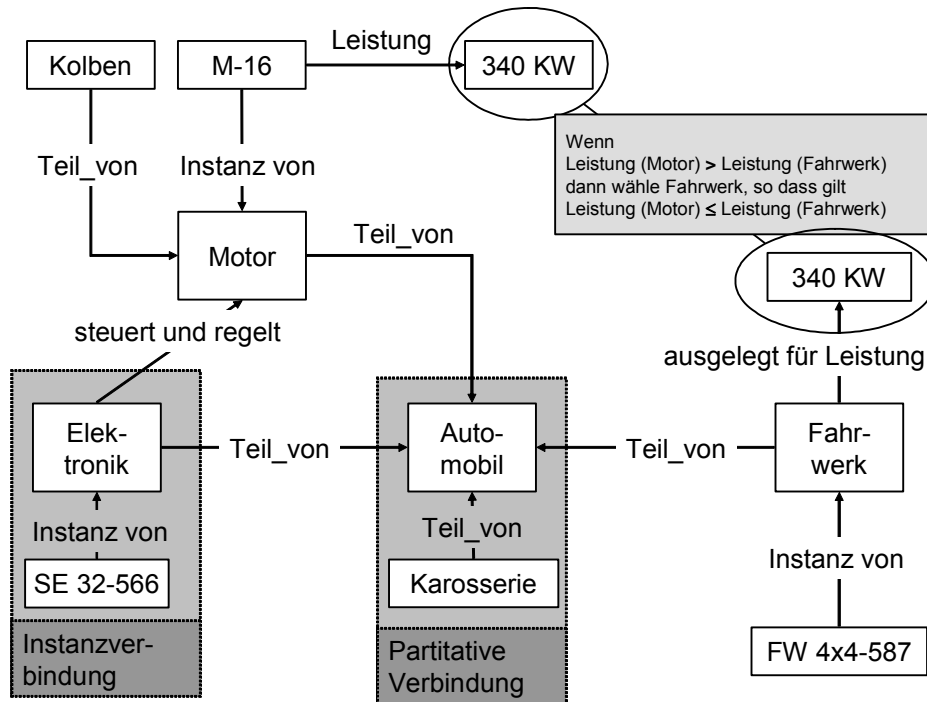 Leistung
Kolben
M-16
340 KW
Wenn
Leistung (Motor) > Leistung (Fahrwerk)
dann wähle Fahrwerk, so dass gilt
Leistung (Motor) ≤ Leistung (Fahrwerk)
Teil_von
Instanz von
Motor
Teil_von
340 KW
steuert und regelt
ausgelegt für Leistung
Elek-
tronik
Teil_von
Auto-
mobil
Teil_von
Fahr-
werk
Instanz von
Teil_von
Instanz von
SE 32-566
Karosserie
FW 4x4-587
Instanzver-
bindung
Partitative
Verbindung